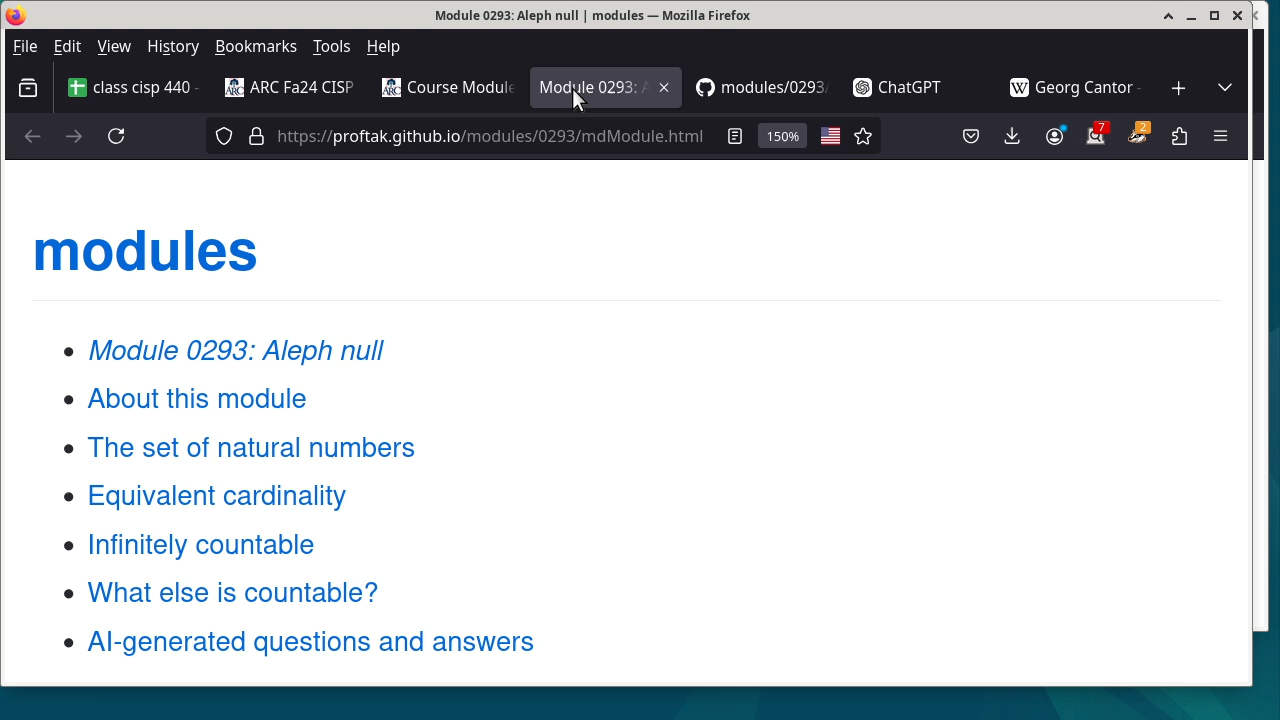 Module 0293: Aleph null | modules — Mozilla Firefox
File Edit View History Bookmarks Tools Help
class cisp 440 - ARC Fa24 CISP Course Module Module 0293: A modules/0293/ ChatGPT Georg Cantor -
https://proftak.github.io/modules/0293/mdModule.html 150% 7 2
modules
Module 0293: Aleph null
About this module
The set of natural numbers
Equivalent cardinality
Infinitely countable
What else is countable?
AI-generated questions and answers